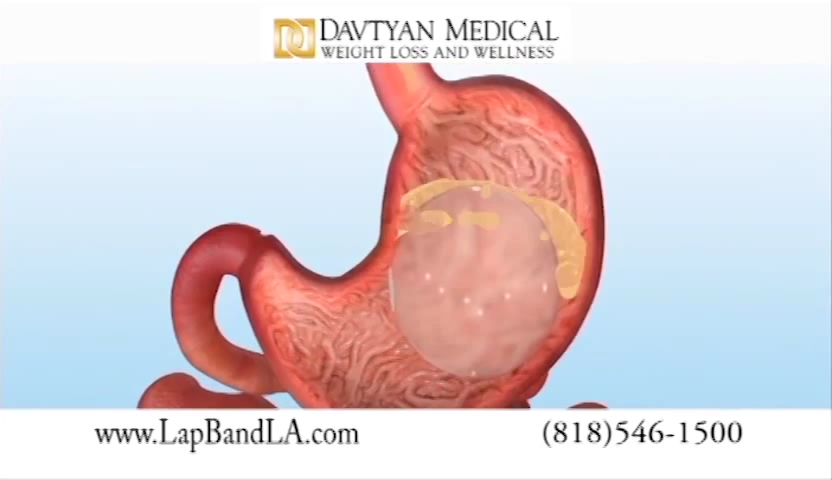 DAVTYAN MEDICAL
WEIGHT LOSS AND WELLNESS
www.LapBandLA.com
(818)546-1500